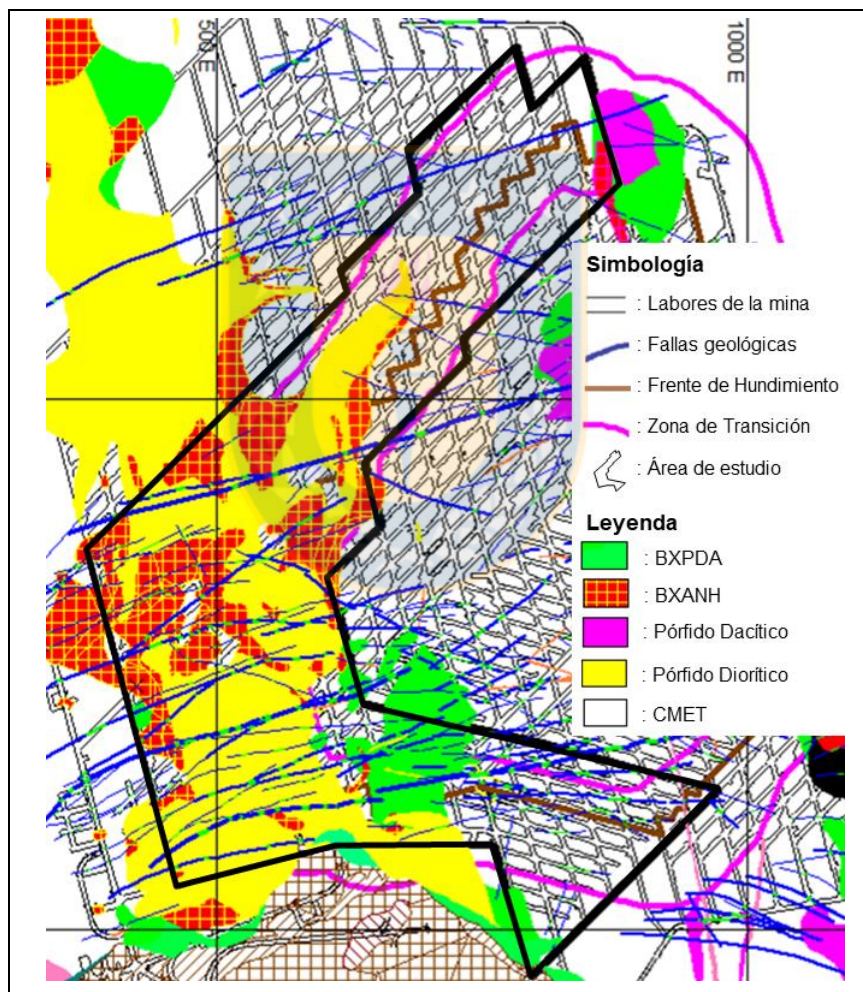 500 E
1000 E
Simbología
: Labores de la mina
: Fallas geológicas
: Frente de Hundimiento
: Zona de Transición
: Área de estudio
Leyenda
: BXPDA
: BXANH
: Pórfido Dacítico
: Pórfido Diorítico
: CMET